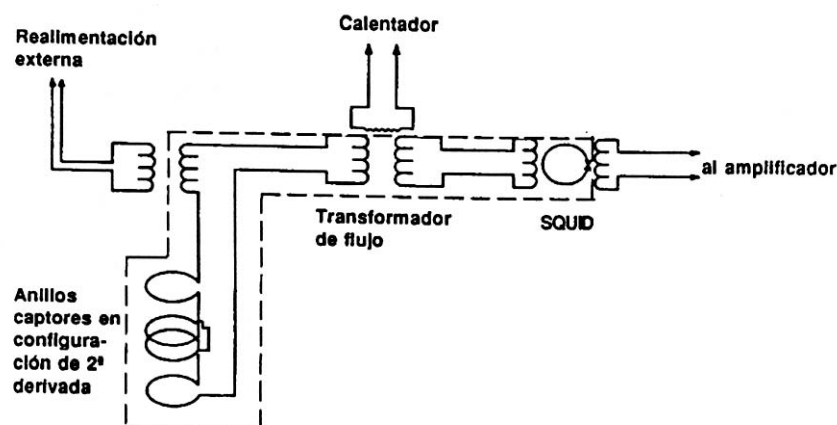 Calentador
Realimentación
externa
al amplificador
Transformador
de flujo
SQUID
Anillos
captores en
configura-
ción de 2ª
derivada